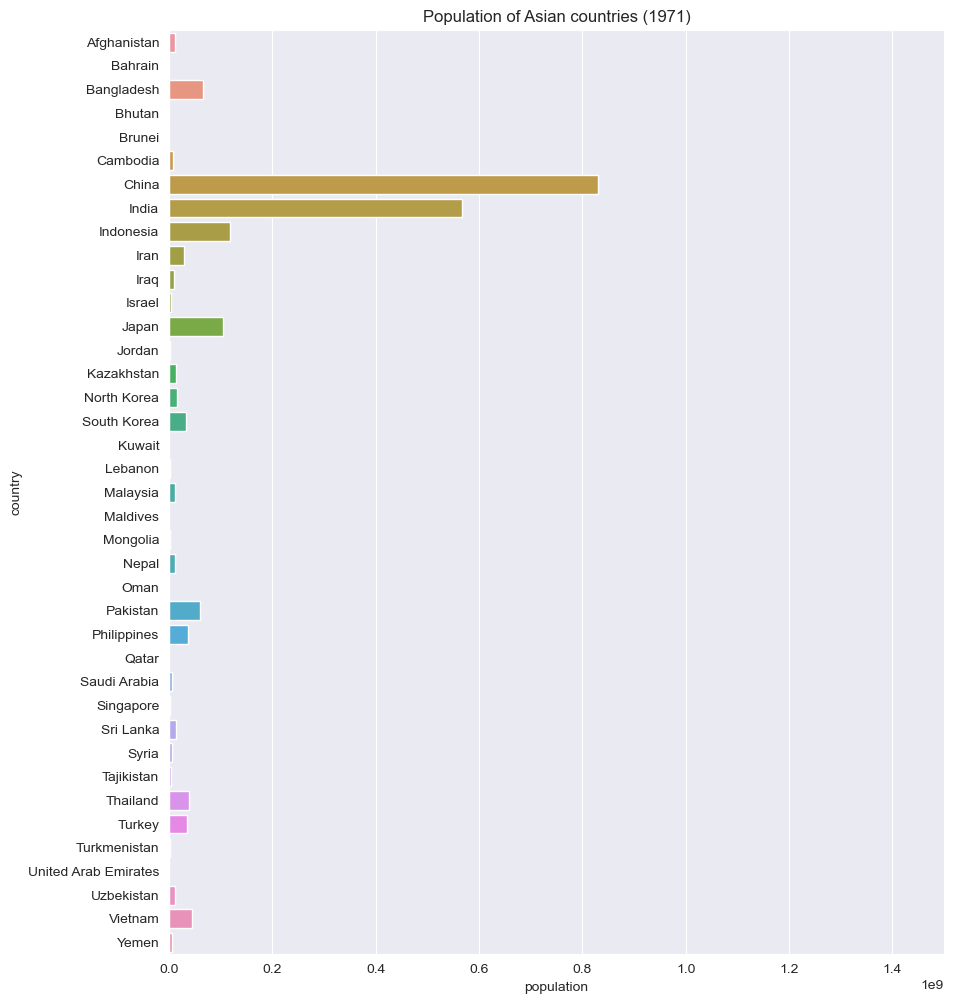 Population of Asian countries (1971)
Afghanistan
Bahrain
Bangladesh
Bhutan
Brunei
Cambodia
China
India
Indonesia
Iran
Iraq
Israel
Japan
Jordan
Kazakhstan
North Korea
South Korea
Kuwait
Lebanon
Malaysia
Maldives
Mongolia
Nepal
Oman
Pakistan
Philippines
Qatar
Saudi Arabia
Singapore
Sri Lanka
Syria
Tajikistan
Thailand
Turkey
Turkmenistan
United Arab Emirates
Uzbekistan
Vietnam
Yemen
country
0.0 0.2 0.4 0.6 0.8 1.0 1.2 1.4
1e9
population